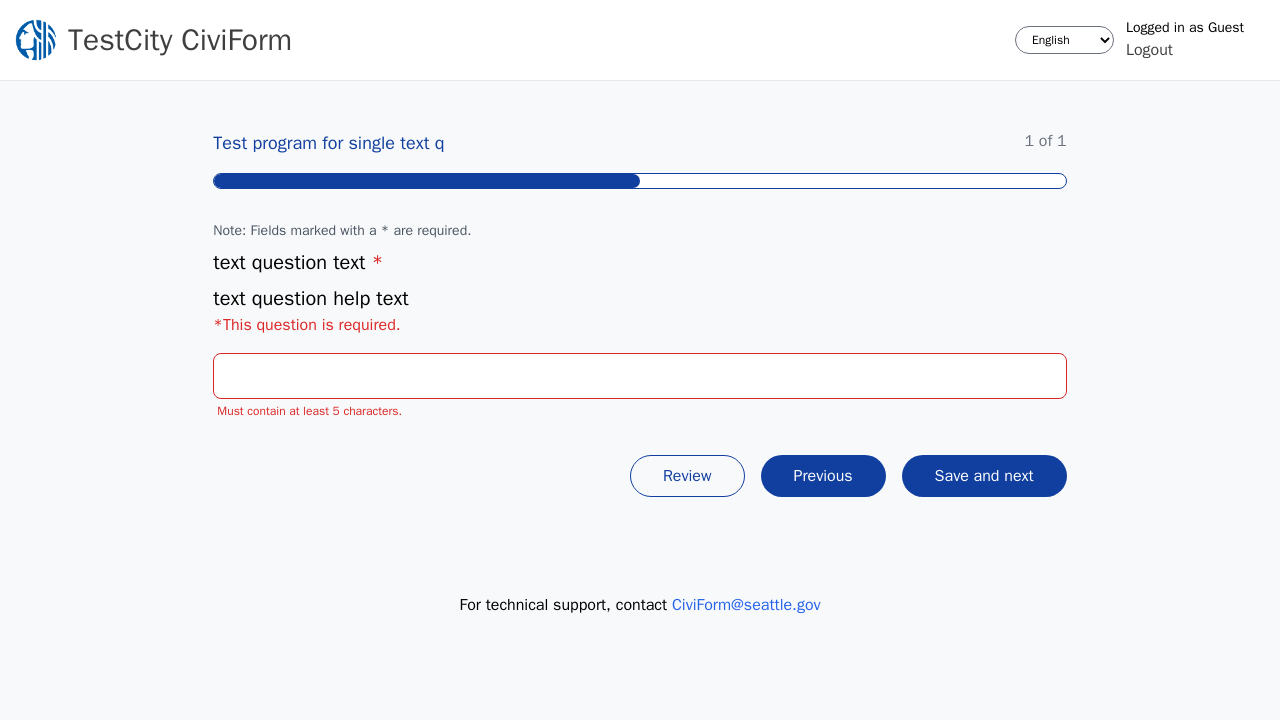 TestCity CiviForm
English
Logged in as Guest
Logout
Test program for single text q
1 of 1
Note: Fields marked with a * are required.
text question text *
text question help text
*This question is required.
Must contain at least 5 characters.
Review
Previous
Save and next
For technical support, contact CiviForm@seattle.gov